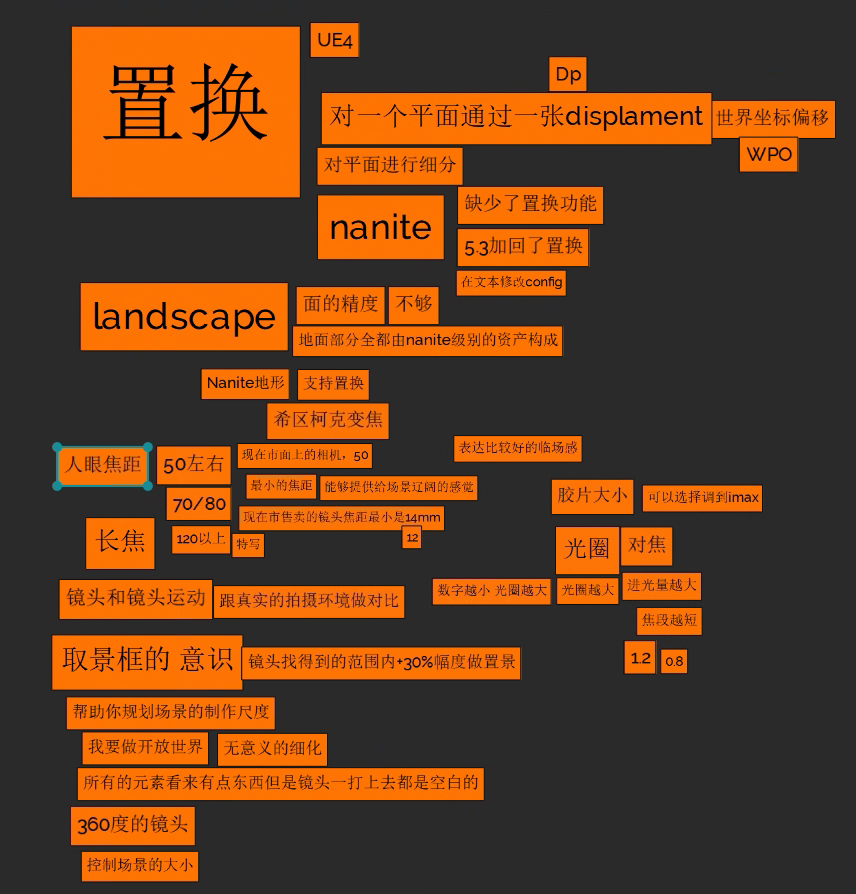 置换
UE4
Dp
对一个平面通过一张displament
世界坐标偏移
WPO
对平面进行细分
nanite
缺少了置换功能
5.3加回了置换
在文本修改config
landscape
面的精度
不够
地面部分全都由nanite级别的资产构成
Nanite地形
支持置换
希区柯克变焦
人眼焦距
50左右
现在市面上的相机，50
表达比较好的临场感
70/80
最小的焦距
能够提供给场景辽阔的感觉
现在市售卖的镜头焦距最小是14mm
12
长焦
120以上
特写
胶片大小
可以选择调到imax
光圈
对焦
镜头和镜头运动
跟真实的拍摄环境做对比
数字越小 光圈越大
光圈越大
进光量越大
焦段越短
1.2
0.8
取景框的 意识
镜头找得到的范围内+30%幅度做置景
帮助你规划场景的制作尺度
我要做开放世界
无意义的细化
所有的元素看来有点东西但是镜头一打上去都是空白的
360度的镜头
控制场景的大小